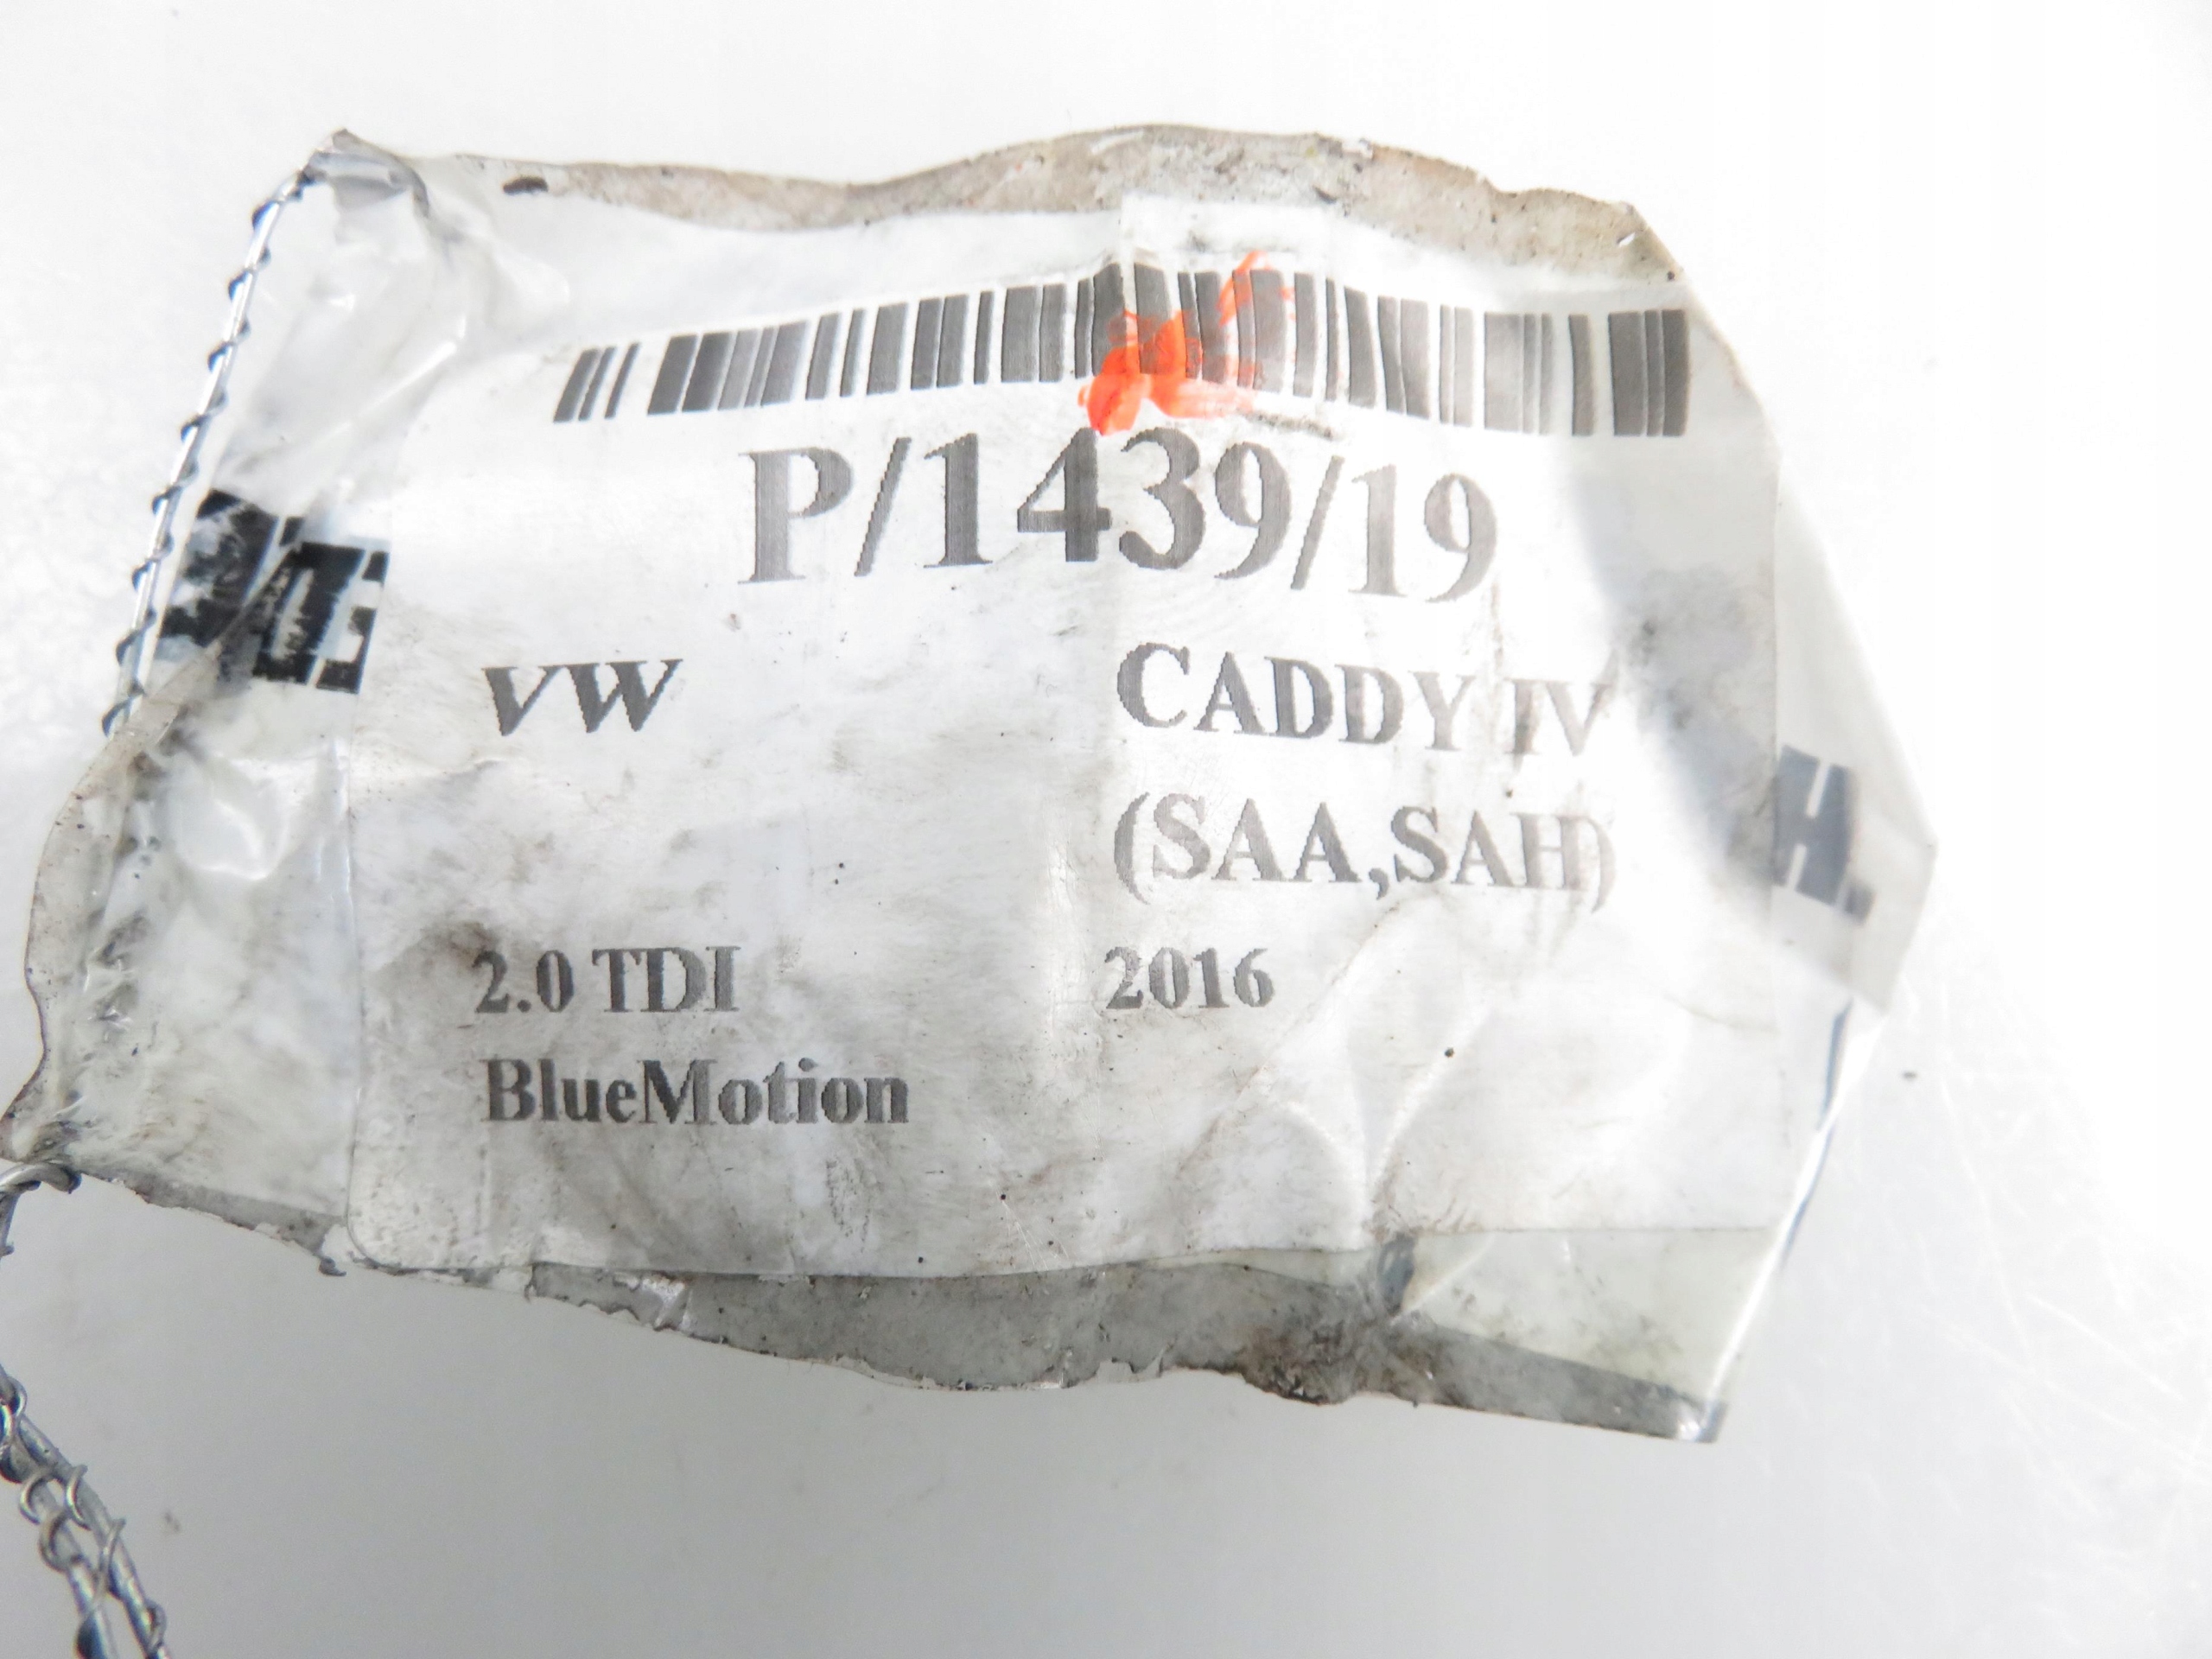 P/1439/19
VW CADDY IV
(SAA,SAH)
2.0 TDI 2016
BlueMotion
H.